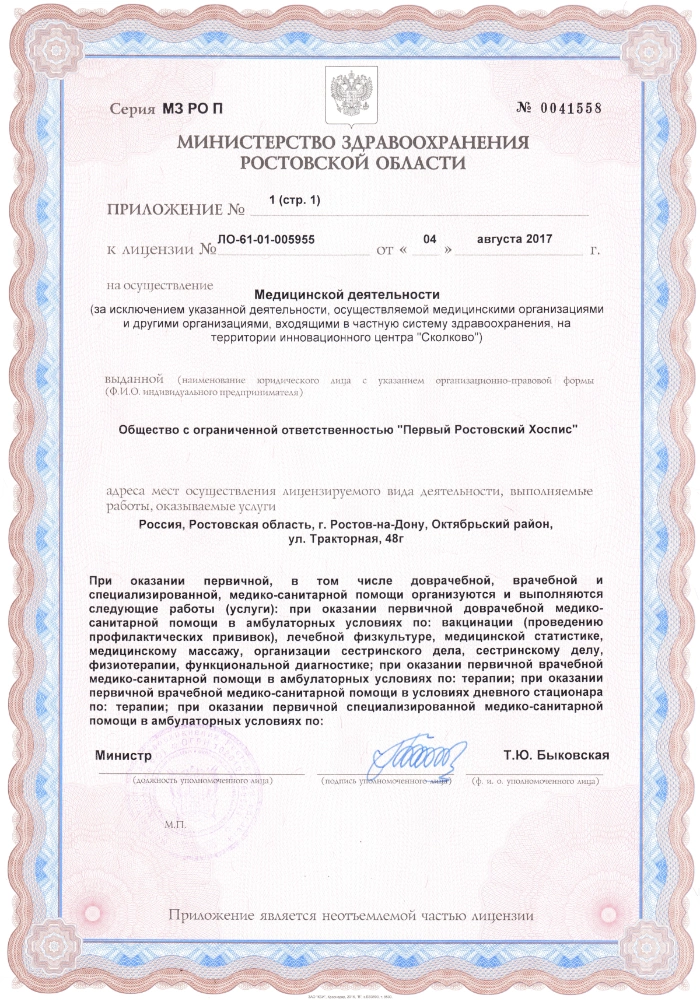 Серия МЗ РО П
№ 0041558
МИНИСТЕРСТВО ЗДРАВООХРАНЕНИЯ
РОСТОВСКОЙ ОБЛАСТИ
ПРИЛОЖЕНИЕ № 1 (стр. 1)
к лицензии № ЛО-61-01-005955 от « 04 » августа 2017 г.
на осуществление
Медицинской деятельности
(за исключением указанной деятельности, осуществляемой медицинскими организациями
и другими организациями, входящими в частную систему здравоохранения, на
территории инновационного центра "Сколково")
выданной (наименование юридического лица с указанием организационно-правовой формы
(Ф.И.О. индивидуального предпринимателя)
Общество с ограниченной ответственностью "Первый Ростовский Хоспис"
адреса мест осуществления лицензируемого вида деятельности, выполняемые
работы, оказываемые услуги
Россия, Ростовская область, г. Ростов-на-Дону, Октябрьский район,
ул. Тракторная, 48г
При оказании первичной, в том числе доврачебной, врачебной и
специализированной, медико-санитарной помощи организуются и выполняются
следующие работы (услуги): при оказании первичной доврачебной медико-
санитарной помощи в амбулаторных условиях по: вакцинации (проведению
профилактических прививок), лечебной физкультуре, медицинской статистике,
медицинскому массажу, организации сестринского дела, сестринскому делу,
физиотерапии, функциональной диагностике; при оказании первичной врачебной
медико-санитарной помощи в амбулаторных условиях по: терапии; при оказании
первичной врачебной медико-санитарной помощи в условиях дневного стационара
по: терапии; при оказании первичной специализированной медико-санитарной
помощи в амбулаторных условиях по:
Министр
Т.Ю. Быковская
(должность уполномоченного лица)
(подпись уполномоченного лица)
(ф. и. о. уполномоченного лица)
М.П.
Приложение является неотъемлемой частью лицензии